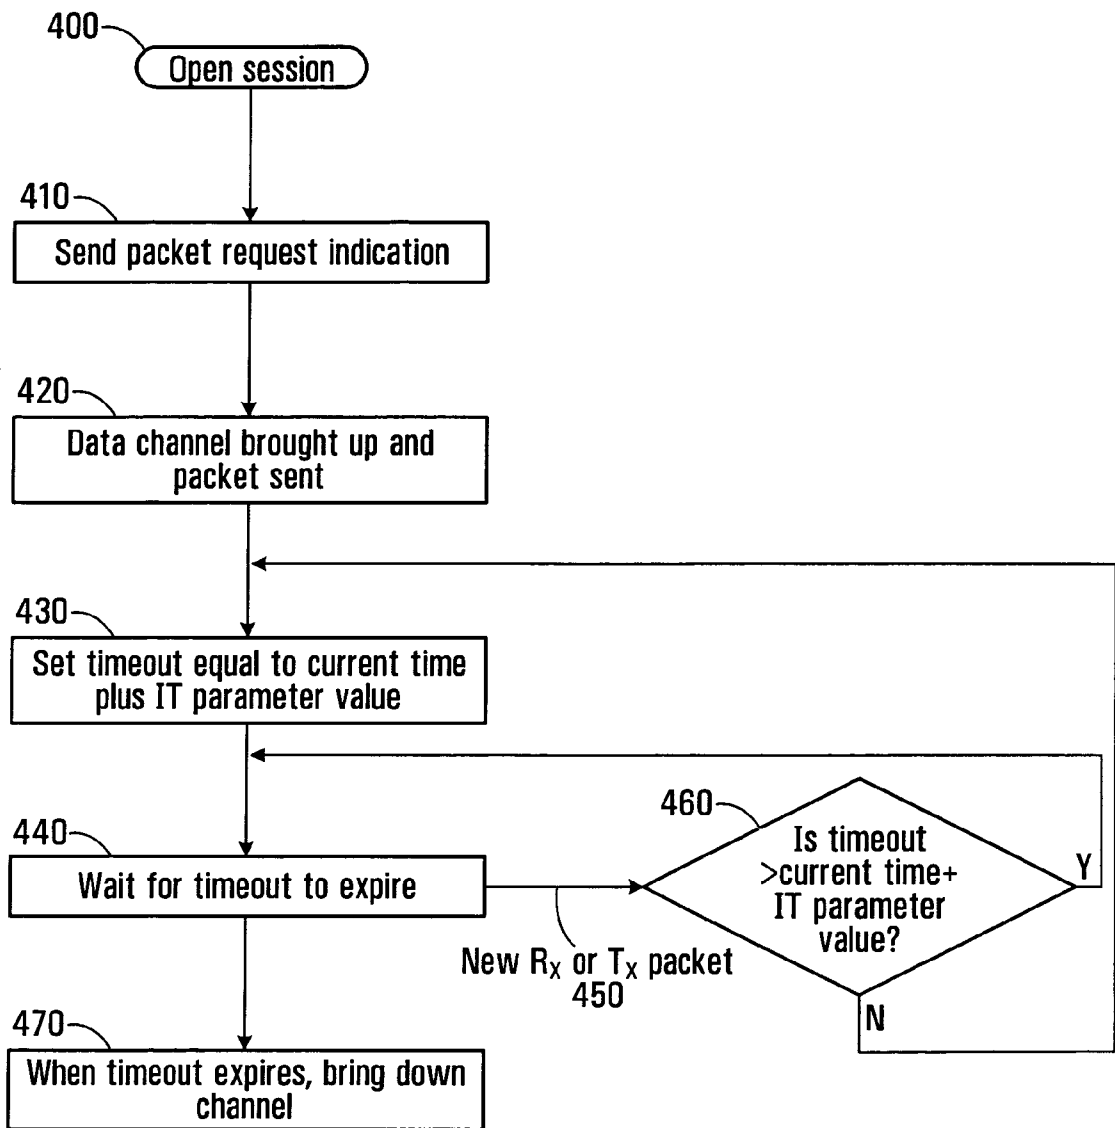 400
Open session
410
Send packet request indication
420
Data channel brought up and
packet sent
430
Set timeout equal to current time
plus IT parameter value
440
Wait for timeout to expire
460
Is timeout
>current time+
IT parameter
value?
Y
N
New Rx or Tx packet
450
470
When timeout expires, bring down
channel